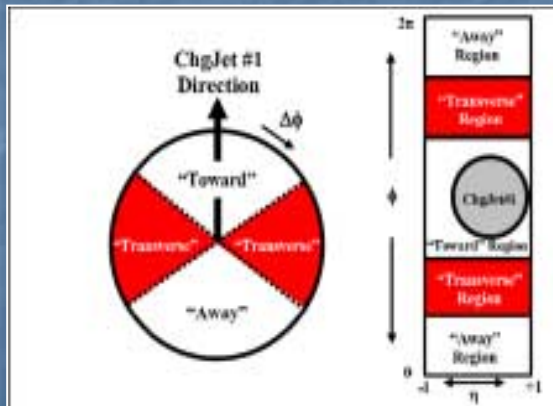 ChgJet #1
Direction
Δϕ
“Toward”
“Transverse”
“Transverse”
“Away”
2π
“Away”
Region
“Transverse”
Region
ϕ
ChgJet#1
“Toward” Region
“Transverse”
Region
“Away”
Region
0
-1
+1
η